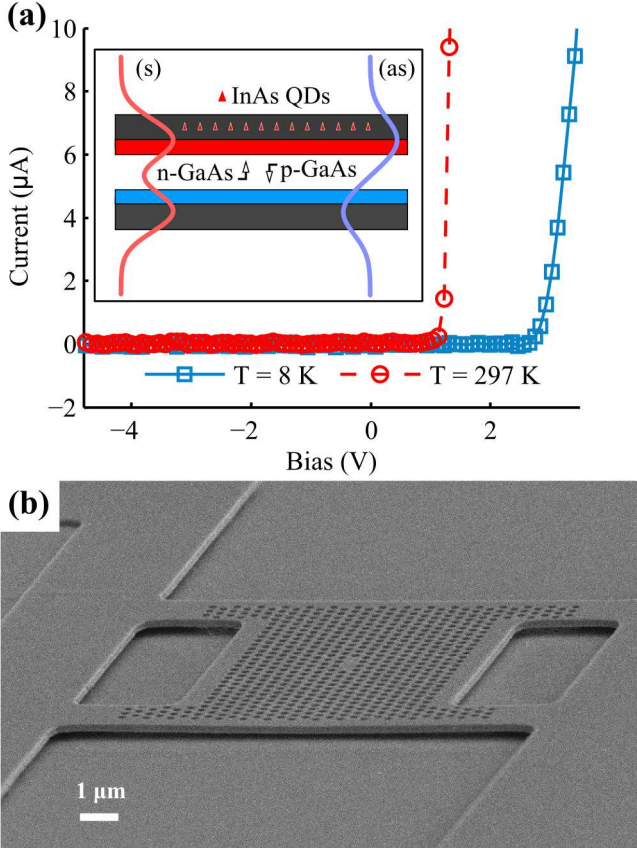 (a)
10
8
6
4
2
0
−2
Current (μA)
(s)
(as)
InAs QDs
n-GaAs
p-GaAs
T = 8 K
T = 297 K
−4
−2
0
2
Bias (V)
(b)
1 μm